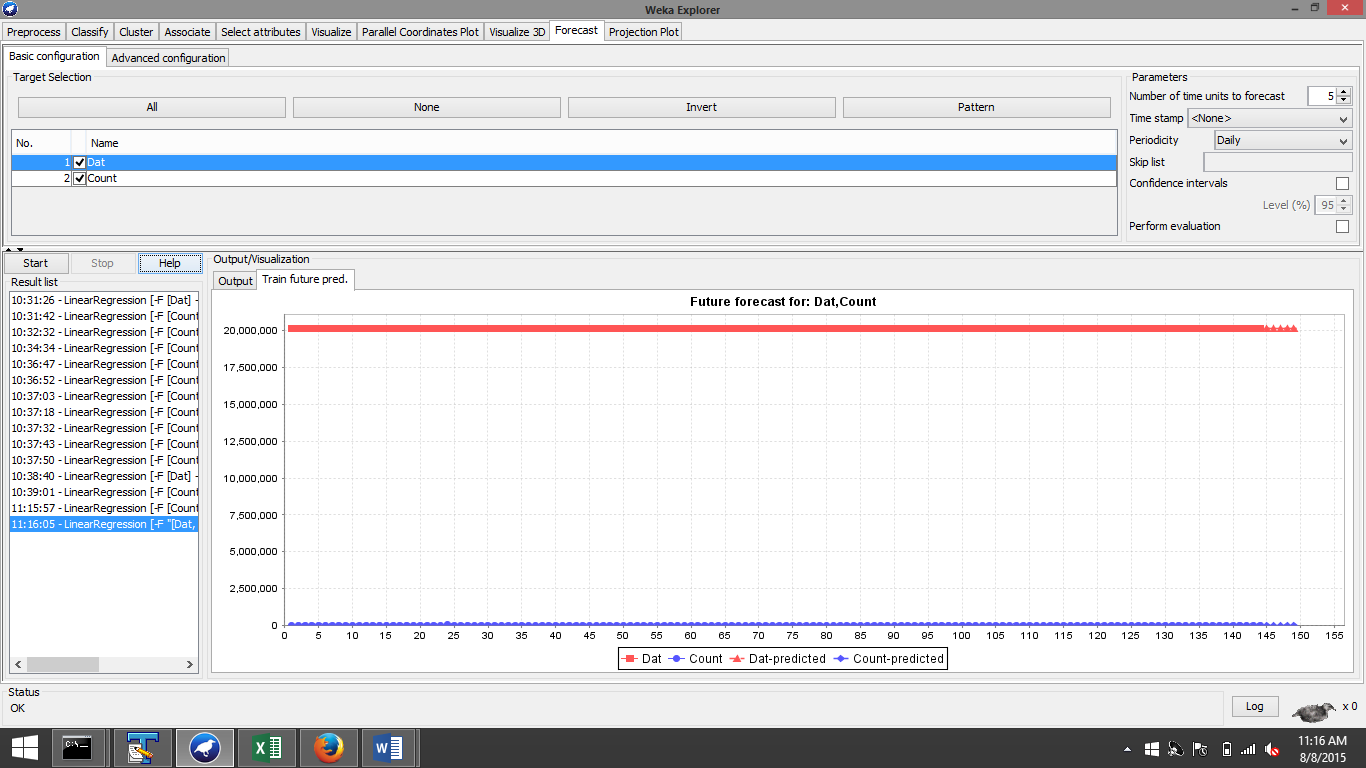 Weka Explorer
Preprocess Classify Cluster Associate Select attributes Visualize Parallel Coordinates Plot Visualize 3D Forecast Projection Plot
Basic configuration Advanced configuration
Target Selection
All None Invert Pattern
No. Name
1 Dat
2 Count
Parameters
Number of time units to forecast 5
Time stamp <None>
Periodicity Daily
Skip list
Confidence intervals
Level (%) 95
Perform evaluation
Start Stop Help
Result list
10:31:26 - LinearRegression [-F [Dat] -
10:31:42 - LinearRegression [-F [Count
10:32:32 - LinearRegression [-F [Count
10:34:34 - LinearRegression [-F [Count
10:36:47 - LinearRegression [-F [Count
10:36:52 - LinearRegression [-F [Count
10:37:03 - LinearRegression [-F [Count
10:37:18 - LinearRegression [-F [Count
10:37:32 - LinearRegression [-F [Count
10:37:43 - LinearRegression [-F [Count
10:37:50 - LinearRegression [-F [Count
10:38:40 - LinearRegression [-F [Dat] -
10:39:01 - LinearRegression [-F [Count
11:15:57 - LinearRegression [-F [Count
11:16:05 - LinearRegression [-F "[Dat,
Output/Visualization
Output Train future pred.
Future forecast for: Dat,Count
20,000,000
17,500,000
15,000,000
12,500,000
10,000,000
7,500,000
5,000,000
2,500,000
0
0 5 10 15 20 25 30 35 40 45 50 55 60 65 70 75 80 85 90 95 100 105 110 115 120 125 130 135 140 145 150 155
Dat Count Dat-predicted Count-predicted
Status
OK
Log x 0
C:\_
11:16 AM
8/8/2015